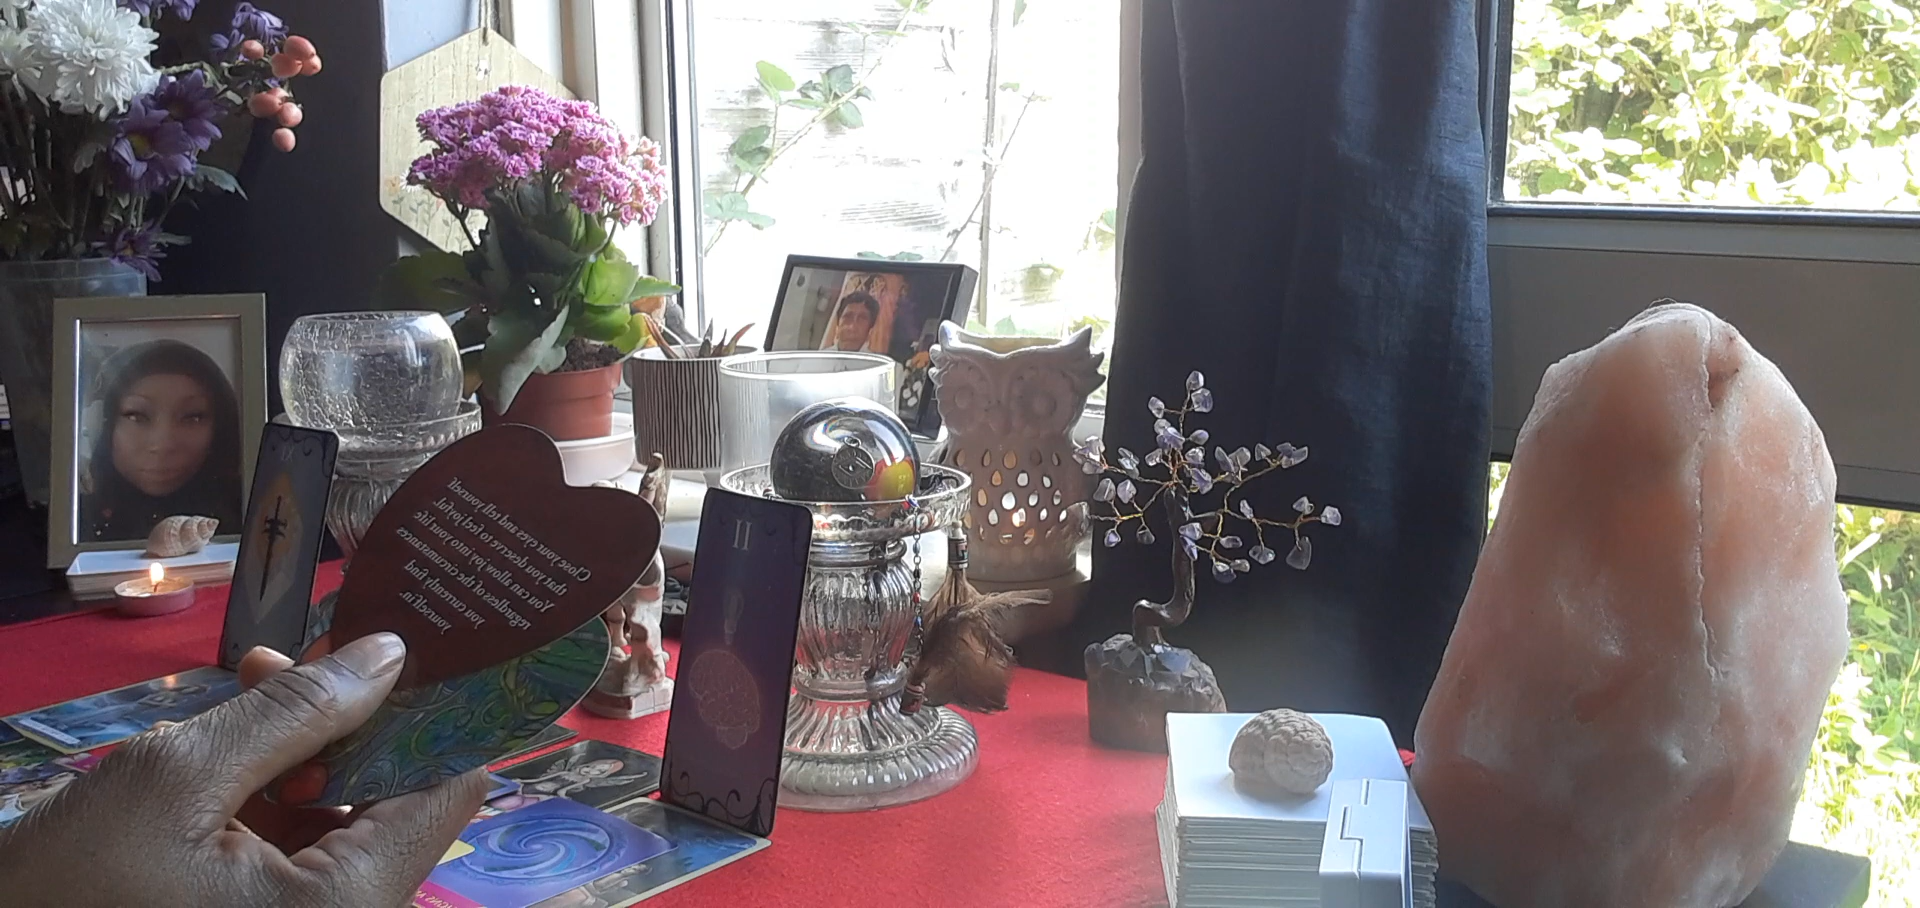 Close your eyes and tell yourself
that you deserve to feel joyful.
You can allow joy into your life
regardless of the circumstances
you currently find
yourself in.
XI
II